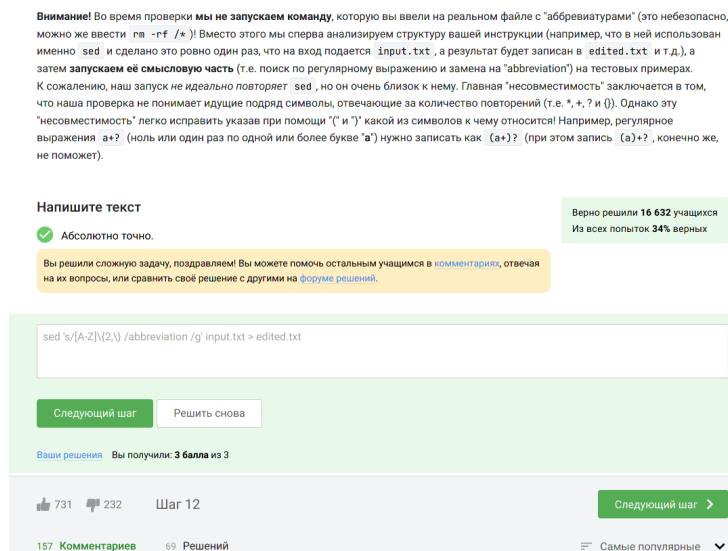 Внимание! Во время проверки мы не запускаем команду, которую вы ввели на реальном файле с "аббревиатурами" (это небезопасно,
можно же ввести rm -rf /* )! Вместо этого мы сперва анализируем структуру вашей инструкции (например, что в ней использован
именно sed и сделано это ровно один раз, что на вход подается input.txt , а результат будет записан в edited.txt и т.д.), а
затем запускаем её смысловую часть (т.е. поиск по регулярному выражению и замена на "abbreviation") на тестовых примерах.
К сожалению, наш запуск не идеально повторяет sed , но он очень близок к нему. Главная "несовместимость" заключается в том,
что наша проверка не понимает идущие подряд символы, отвечающие за количество повторений (т.е. *, +, ? и {}). Однако эту
"несовместимость" легко исправить указав при помощи "(" и ")" какой из символов к чему относится! Например, регулярное
выражения a+? (ноль или один раз по одной или более букве "a") нужно записать как (a+)? (при этом запись (a)+? , конечно же,
не поможет).
Напишите текст
Верно решили 16 632 учащихся
Из всех попыток 34% верных
Абсолютно точно.
Вы решили сложную задачу, поздравляем! Вы можете помочь остальным учащимся в комментариях, отвечая
на их вопросы, или сравнить своё решение с другими на форуме решений.
sed 's/[A-Z]\{2,\} /abbreviation /g' input.txt > edited.txt
Следующий шаг Решить снова
Ваши решения Вы получили: 3 балла из 3
731 232 Шаг 12 Следующий шаг
157 Комментариев 69 Решений Самые популярные